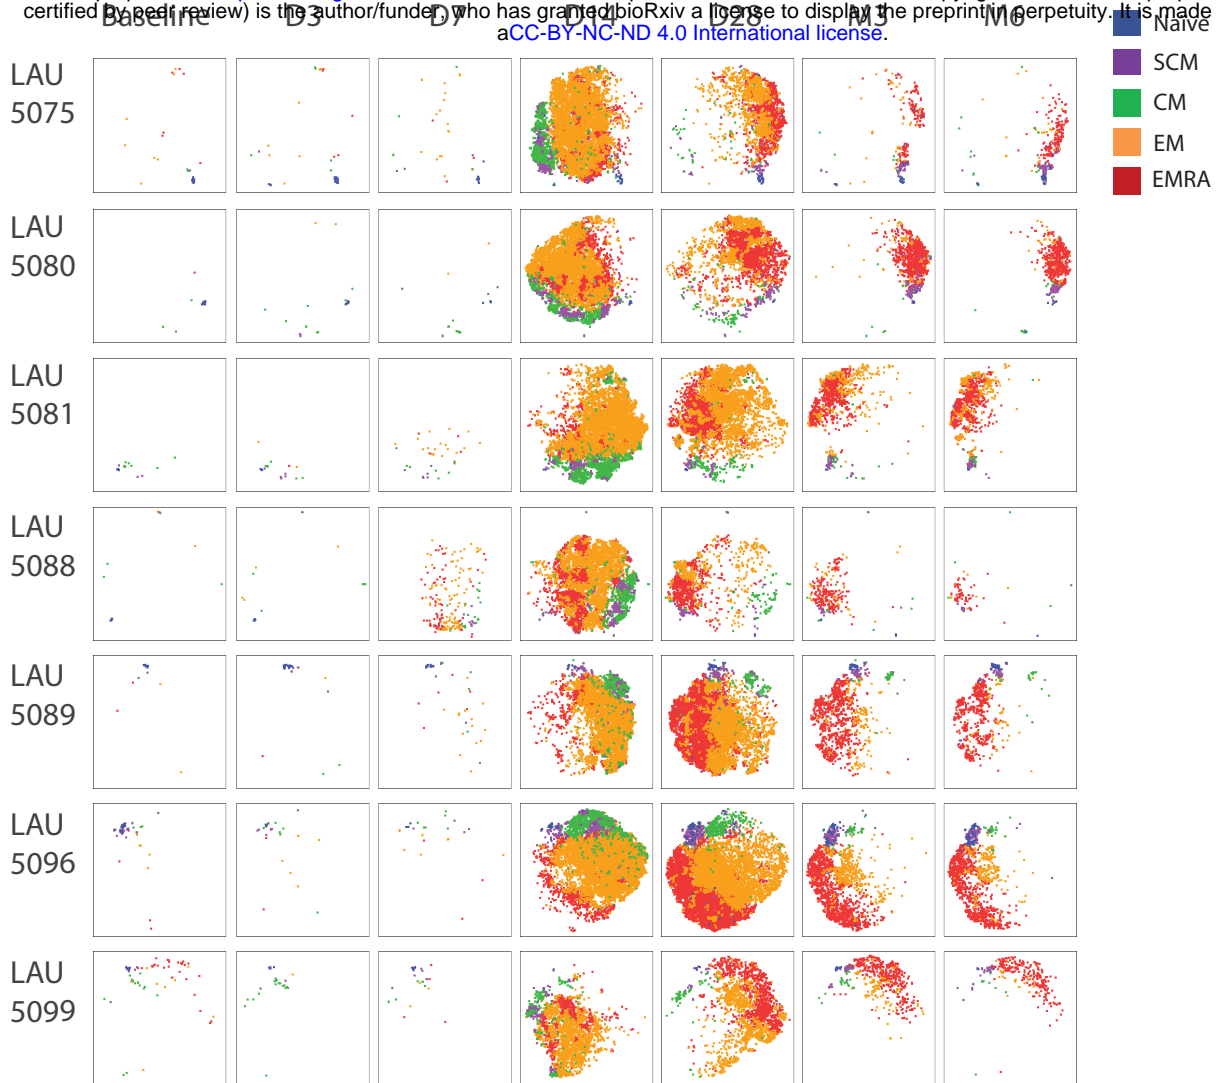 certified by peer review) is the author/funder, who has granted bioRxiv a license to display the preprint in perpetuity. It is made
Baseline D3 D7 D14 D28 M3 M6
aCC-BY-NC-ND 4.0 International license.
Naive
SCM
CM
EM
EMRA
LAU
5075
LAU
5080
LAU
5081
LAU
5088
LAU
5089
LAU
5096
LAU
5099